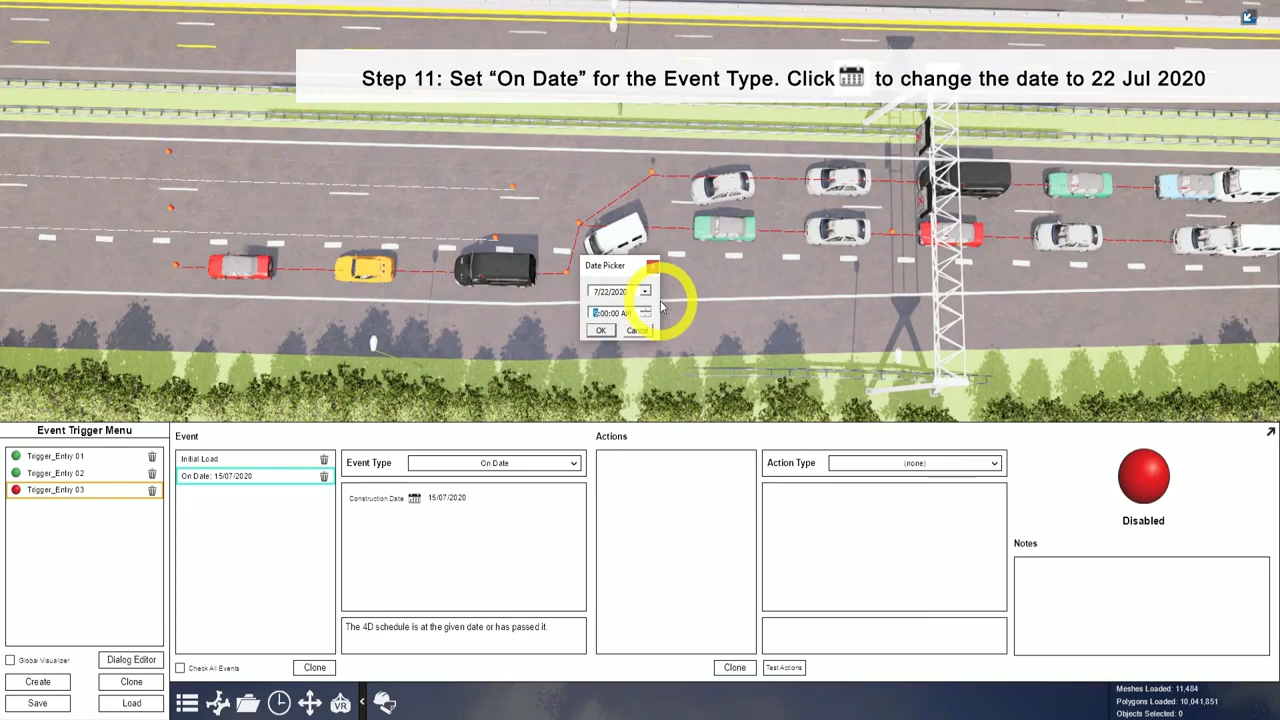 Step 11: Set “On Date” for the Event Type. Click to change the date to 22 Jul 2020
Date Picker
7/22/2020
:00:00 AM
OK
Cancel
Event Trigger Menu
Trigger_Entry 01
Trigger_Entry 02
Trigger_Entry 03
Global Visualizer
Dialog Editor
Create
Clone
Save
Load
Event
Initial Load
On Date: 15/07/2020
Check All Events
Clone
Event Type
On Date
Construction Date
15/07/2020
The 4D schedule is at the given date or has passed it.
Actions
Clone
Action Type
(none)
Test Actions
Disabled
Notes
VR
Meshes Loaded: 11,484
Polygons Loaded: 10,041,851
Objects Selected: 0